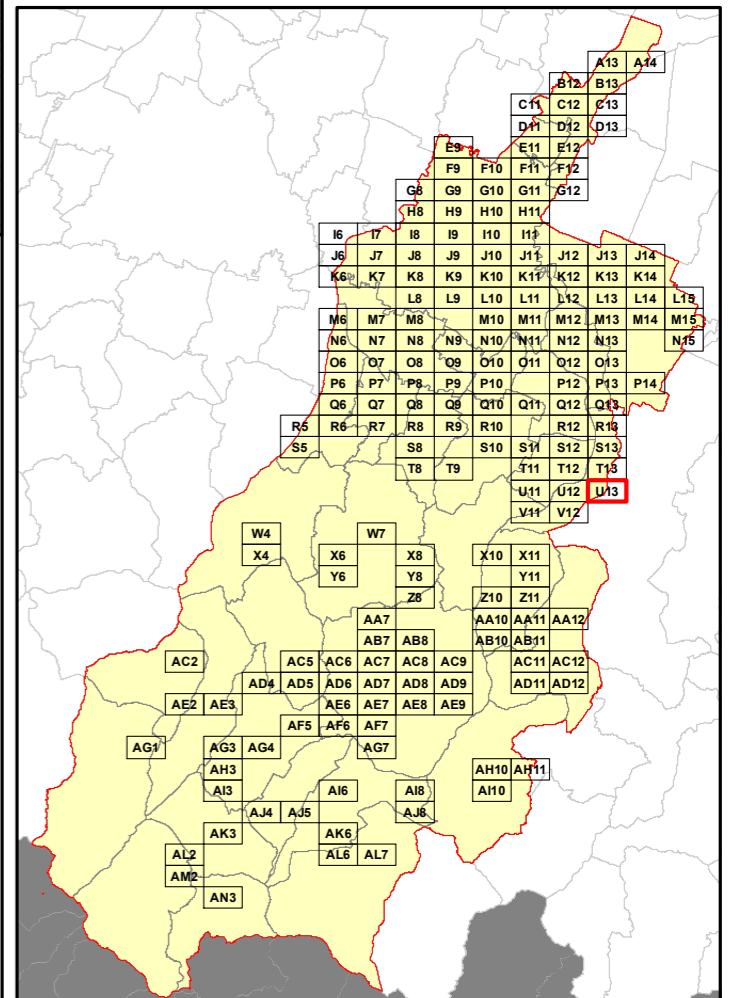 A13 A14
B12 B13
C11 C12 C13
D11 D12 D13
E9 E11 E12
F9 F10 F11 F12
G8 G9 G10 G11 G12
H8 H9 H10 H11
I6 I7 I8 I9 I10 I11
J6 J7 J8 J9 J10 J11 J12 J13 J14
K6 K7 K8 K9 K10 K11 K12 K13 K14
L8 L9 L10 L11 L12 L13 L14 L15
M6 M7 M8 M10 M11 M12 M13 M14 M15
N6 N7 N8 N9 N10 N11 N12 N13 N15
O6 O7 O8 O9 O10 O11 O12 O13
P6 P7 P8 P9 P10 P12 P13 P14
Q6 Q7 Q8 Q9 Q10 Q11 Q12 Q13
R5 R6 R7 R8 R9 R10 R12 R13
S5 S8 S10 S11 S12 S13
T8 T9 T11 T12 T13
U11 U12 U13
V11 V12
W4 W7
X4 X6 X8 X10 X11
Y6 Y8 Y11
Z8 Z10 Z11
AA7 AA10 AA11 AA12
AB7 AB8 AB10 AB11
AC2 AC5 AC6 AC7 AC8 AC9 AC11 AC12
AD4 AD5 AD6 AD7 AD8 AD9 AD11 AD12
AE2 AE3 AE6 AE7 AE8 AE9
AF5 AF6 AF7
AG1 AG3 AG4 AG7
AH3 AH10 AH11
AI3 AI6 AI8 AI10
AJ4 AJ5 AJ8
AK3 AK6
AL2 AL6 AL7
AM2
AN3